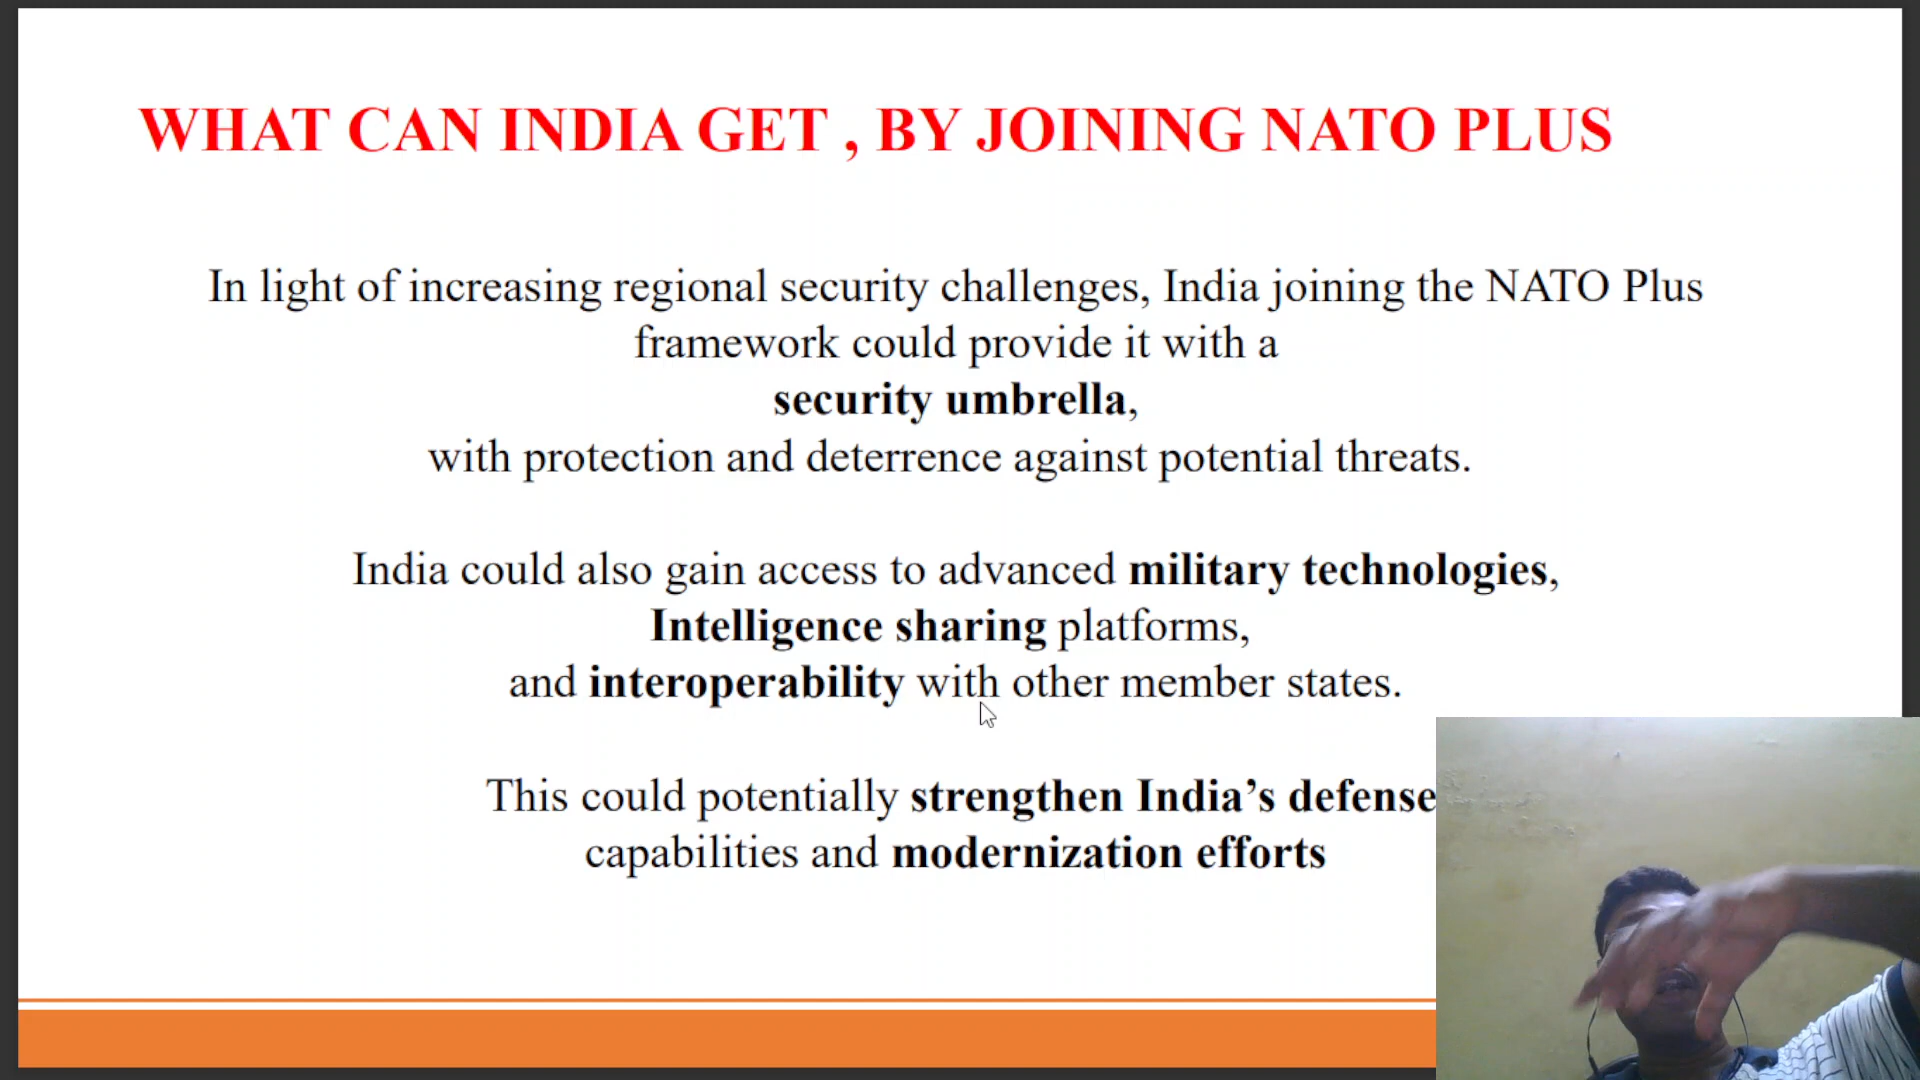 WHAT CAN INDIA GET , BY JOINING NATO PLUS
In light of increasing regional security challenges, India joining the NATO Plus
framework could provide it with a
security umbrella,
with protection and deterrence against potential threats.
India could also gain access to advanced military technologies,
Intelligence sharing platforms,
and interoperability with other member states.
This could potentially strengthen India’s defense
capabilities and modernization efforts